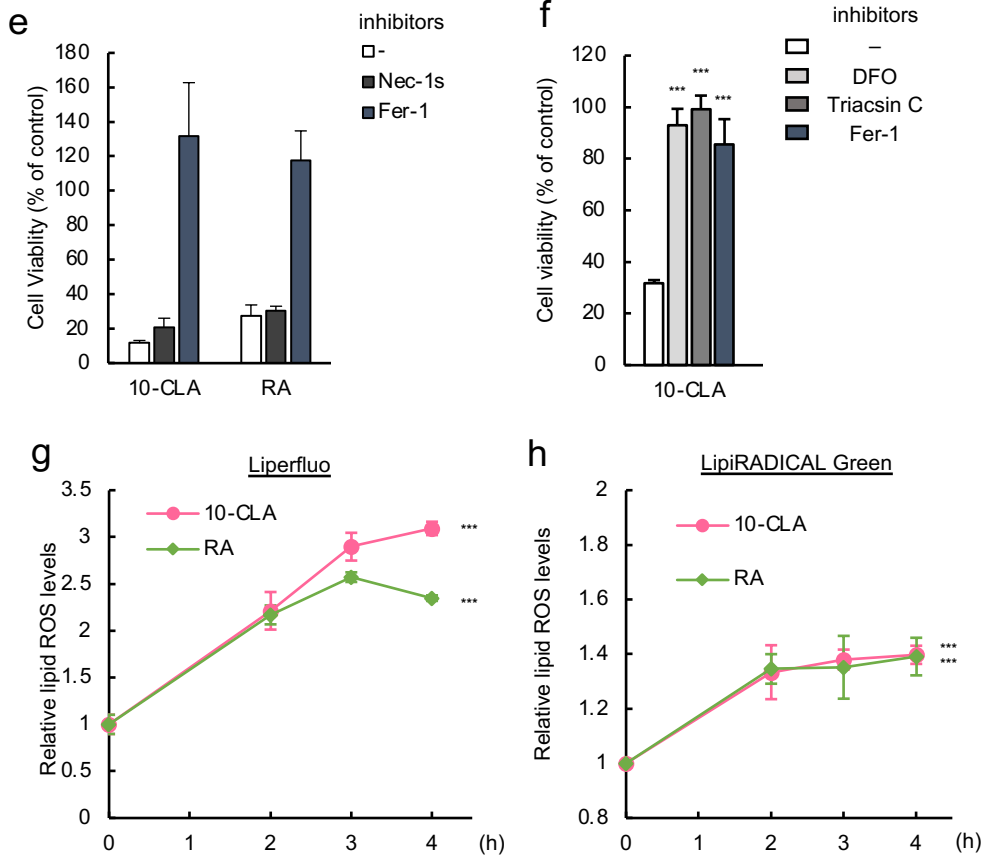 e
inhibitors
-
Nec-1s
Fer-1
Cell Viablity (% of control)
180
160
140
120
100
80
60
40
20
0
10-CLA RA
f
inhibitors
–
DFO
Triacsin C
Fer-1
Cell viability (% of control)
120
100
80
60
40
20
0
***
***
***
10-CLA
g
Liperfluo
10-CLA
RA
Relative lipid ROS levels
3.5
3
2.5
2
1.5
1
0.5
0
***
***
0 2 3 4 (h)
h
LipiRADICAL Green
10-CLA
RA
Relative lipid ROS levels
2
1.8
1.6
1.4
1.2
1
0.8
***
***
0 2 3 4 (h)